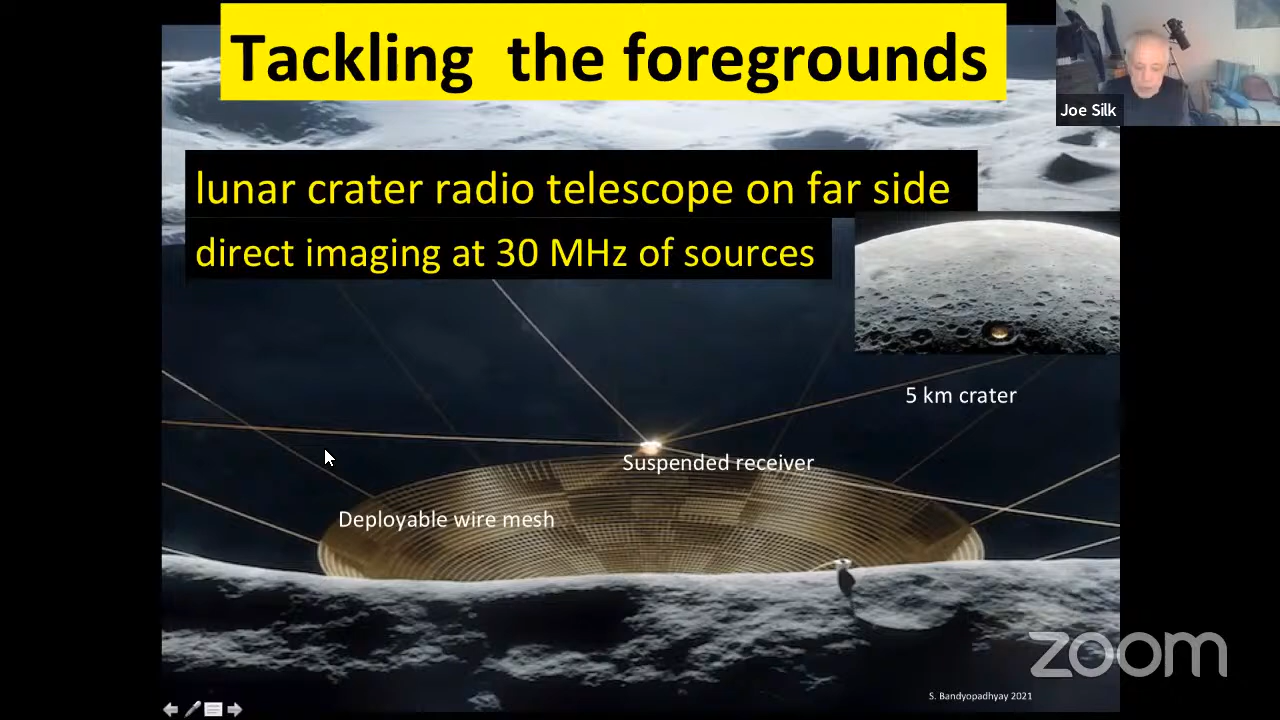 Tackling the foregrounds
Joe Silk
lunar crater radio telescope on far side
direct imaging at 30 MHz of sources
5 km crater
Suspended receiver
Deployable wire mesh
zoom
S. Bandyopadhyay 2021